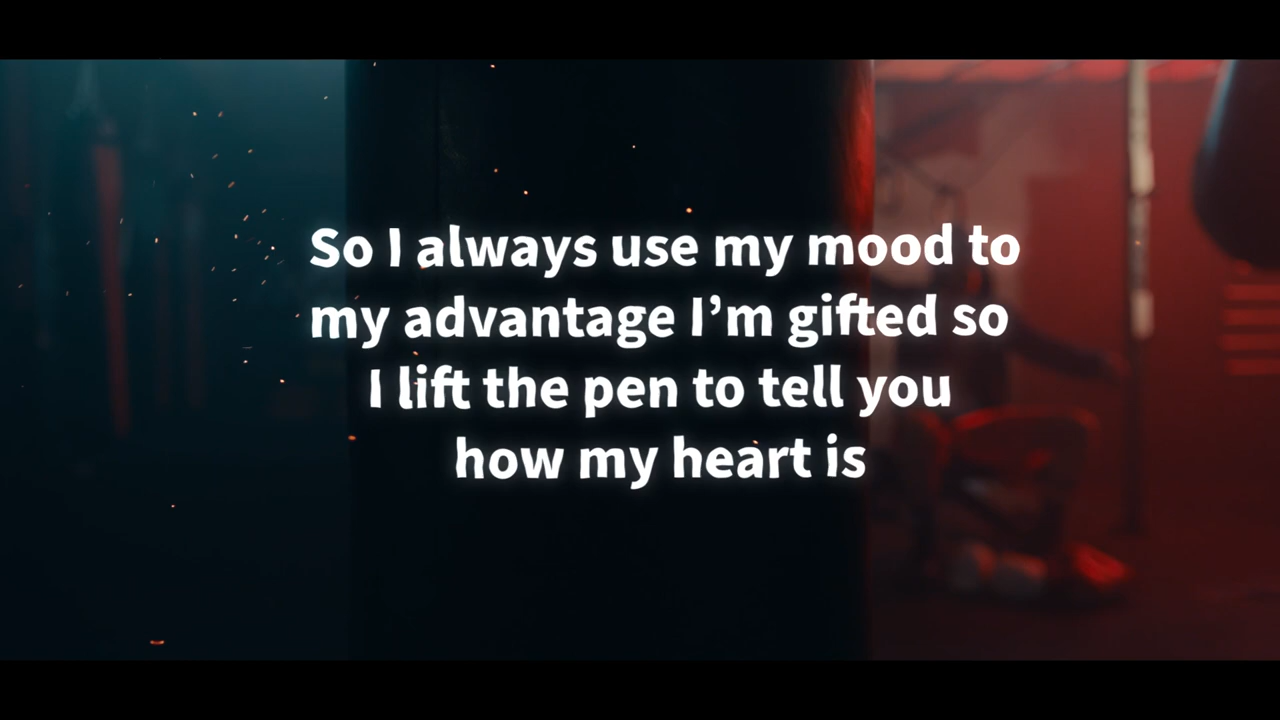 So I always use my mood to
my advantage I’m gifted so
I lift the pen to tell you
how my heart is